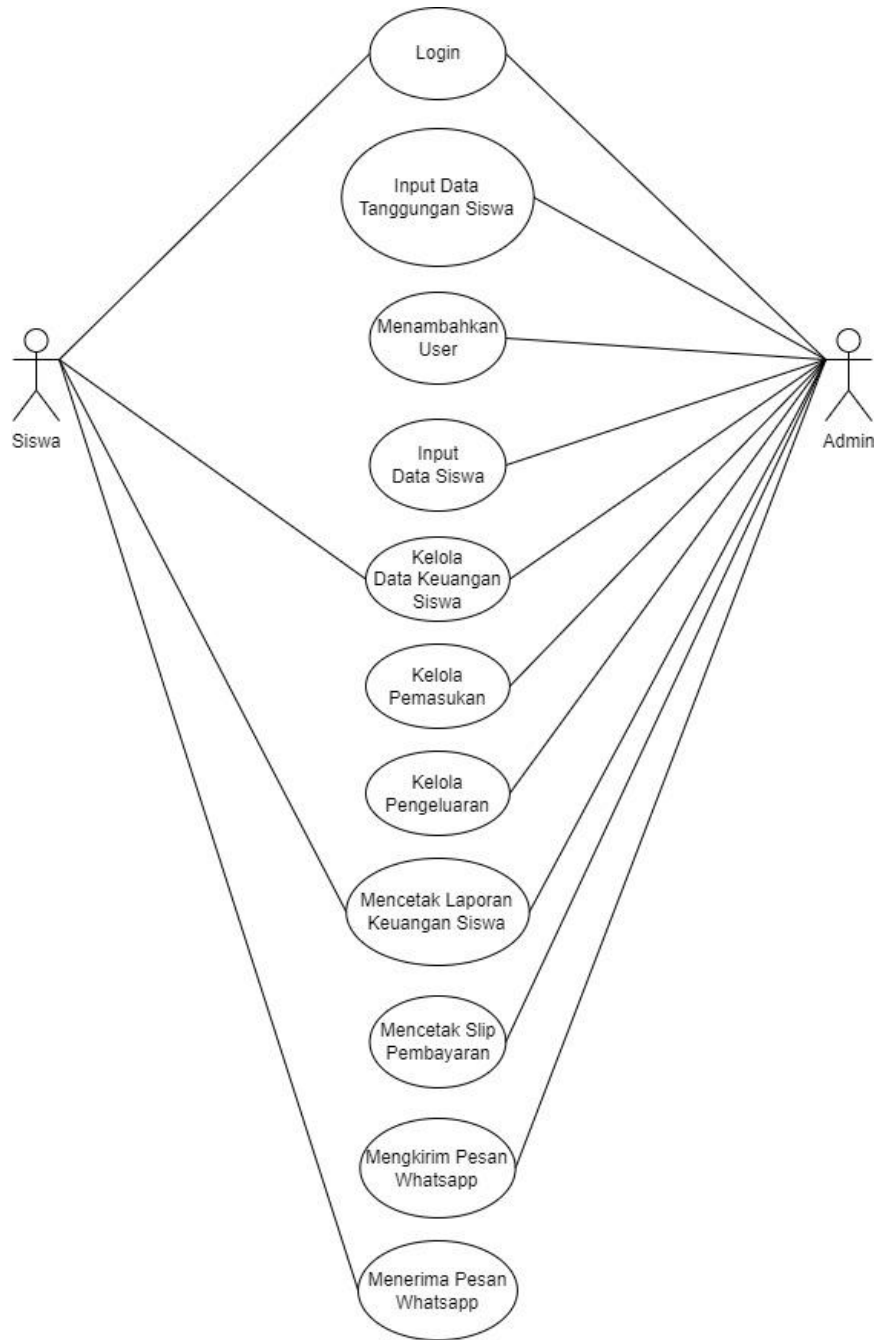 Login
Input Data
Tanggungan Siswa
Menambahkan
User
Siswa
Admin
Input
Data Siswa
Kelola
Data Keuangan
Siswa
Kelola
Pemasukan
Kelola
Pengeluaran
Mencetak Laporan
Keuangan Siswa
Mencetak Slip
Pembayaran
Mengkirim Pesan
Whatsapp
Menerima Pesan
Whatsapp